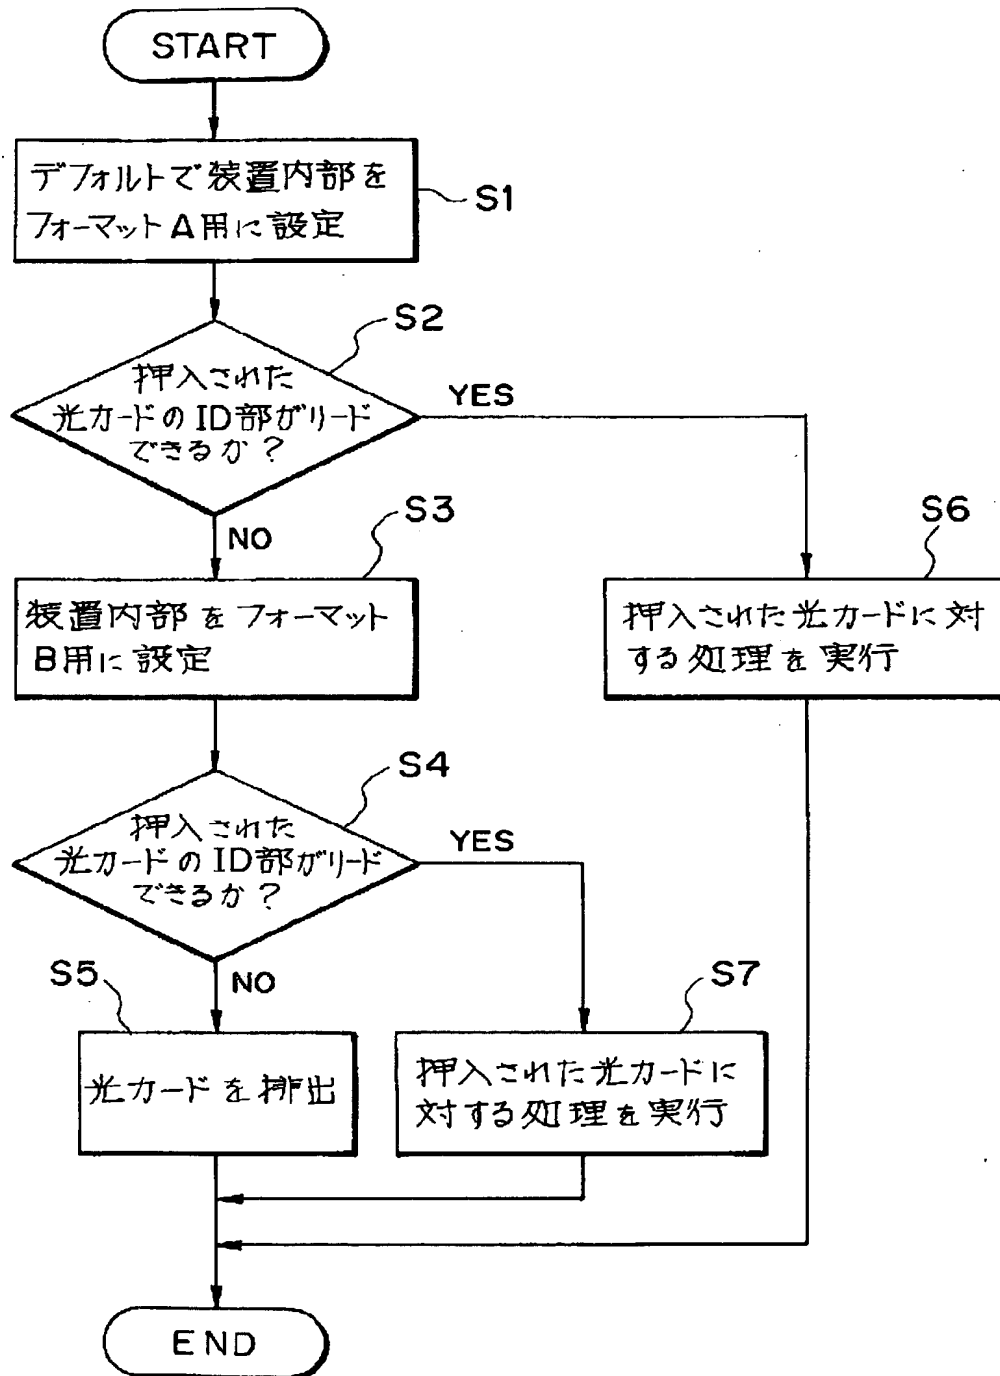 START
デフォルトで装置内部を
フォーマットA用に設定
S1
S2
押入された
光カードのID部がリード
できるか?
YES
NO
S3
S6
装置内部をフォーマット
B用に設定
押入された光カードに対
する処理を実行
S4
押入された
光カードのID部がリード
できるか?
YES
NO
S5
S7
光カードを排出
押入された光カードに
対する処理を実行
END